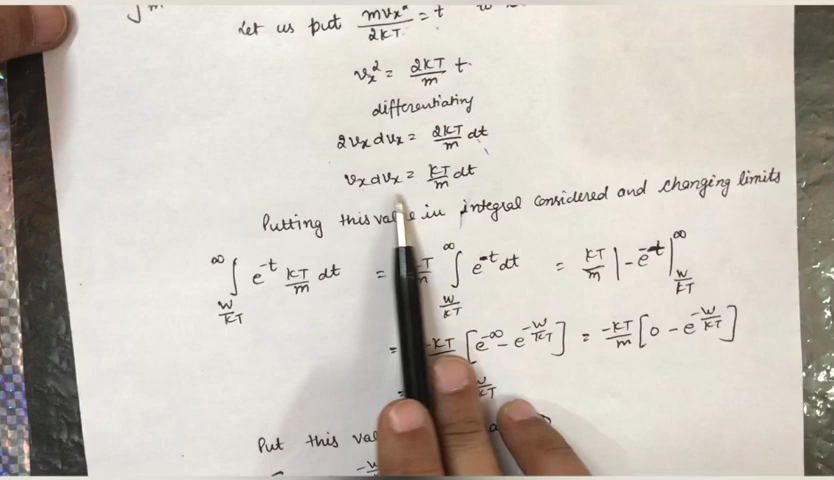 Let us put mvx²/2KT = t
vx² = 2KT/m t.
differentiating
2vx dvx = 2KT/m dt
vx dvx = KT/m dt
Putting this value in integral considered and changing limits
∫_{W/KT}^{∞} e^{-t} KT/m dt = ∫_{W/KT}^{∞} e^{-t} dt = KT/m |-e^{-t}|_{W/KT}^{∞}
= -KT [e^{-∞} - e^{-W/KT}] = -KT/m [0 - e^{-W/KT}]
=
Put this